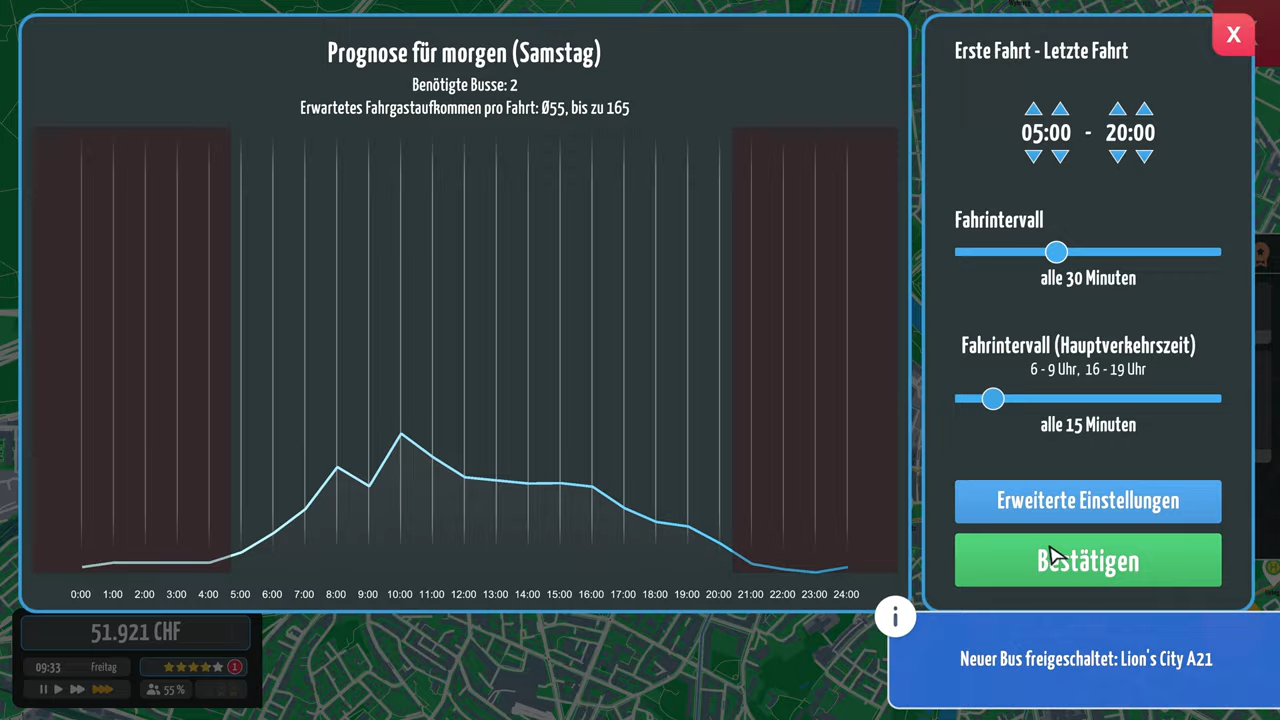 Prognose für morgen (Samstag)
Benötigte Busse: 2
Erwartetes Fahrgastaufkommen pro Fahrt: Ø55, bis zu 165
0:00 1:00 2:00 3:00 4:00 5:00 6:00 7:00 8:00 9:00 10:00 11:00 12:00 13:00 14:00 15:00 16:00 17:00 18:00 19:00 20:00 21:00 22:00 23:00 24:00
X
Erste Fahrt - Letzte Fahrt
05:00 - 20:00
Fahrintervall
alle 30 Minuten
Fahrintervall (Hauptverkehrszeit)
6 - 9 Uhr, 16 - 19 Uhr
alle 15 Minuten
Erweiterte Einstellungen
Bestätigen
51.921 CHF
09:33 Freitag
1
55 %
i
Neuer Bus freigeschaltet: Lion's City A21